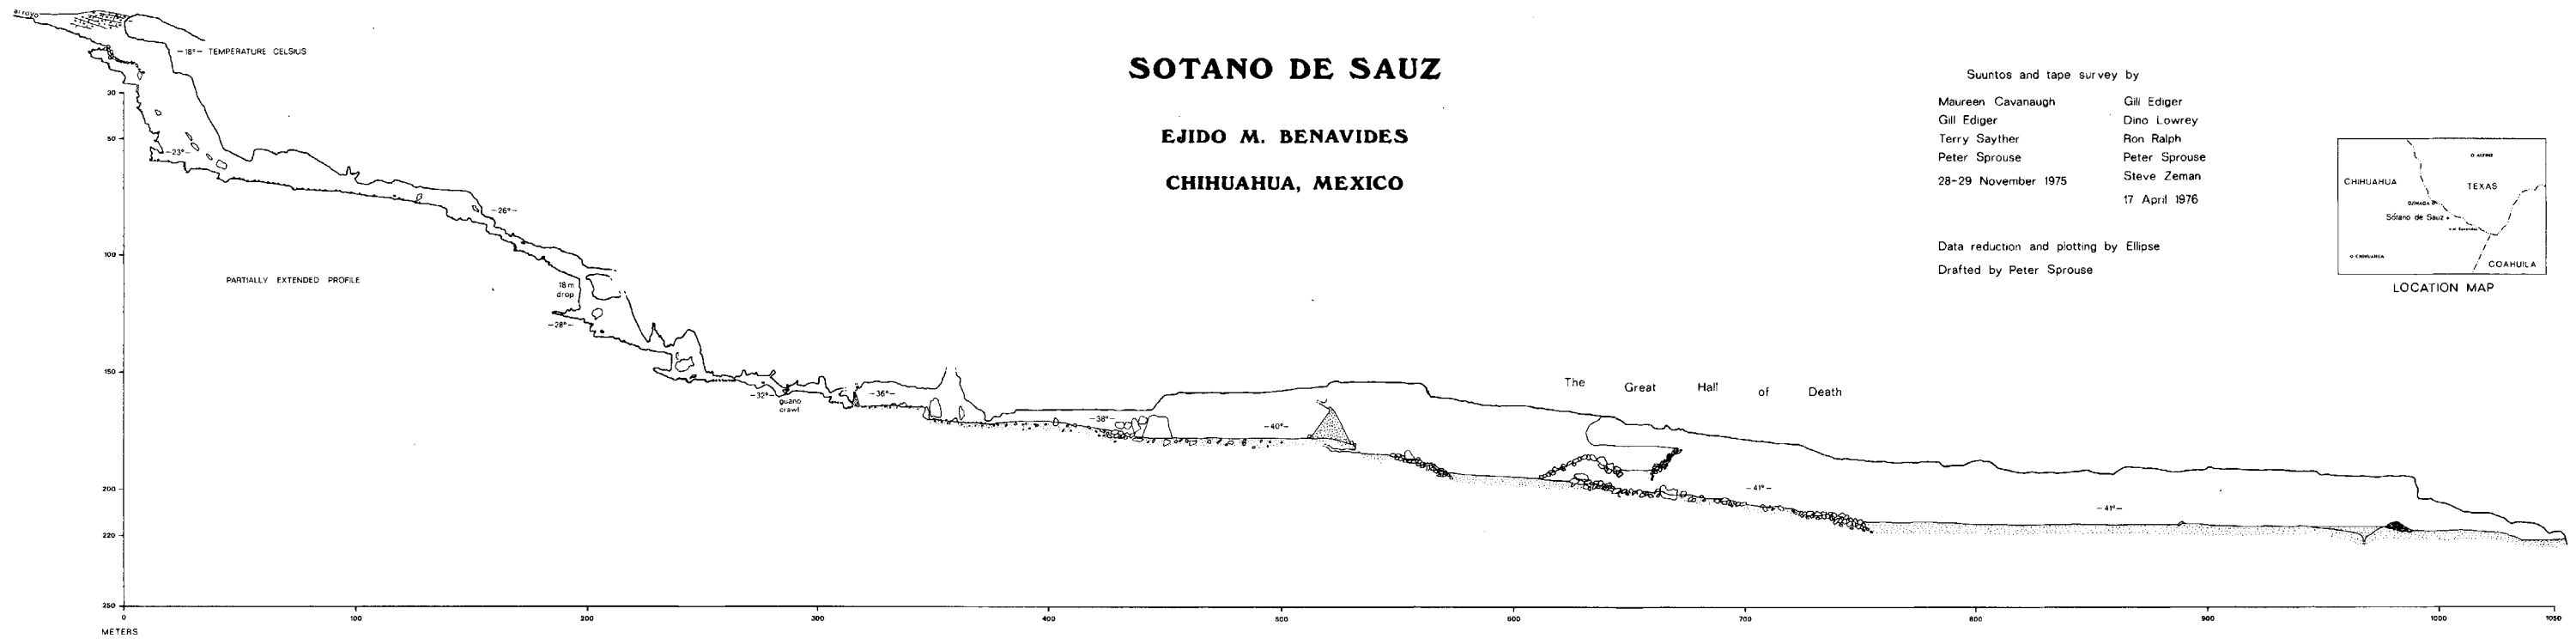 arroyo
-18°- TEMPERATURE CELSIUS
SOTANO DE SAUZ
EJIDO M. BENAVIDES
CHIHUAHUA, MEXICO
Suuntos and tape survey by
Maureen Cavanaugh
Gill Ediger
Terry Sayther
Peter Sprouse
28-29 November 1975
Gill Ediger
Dino Lowrey
Ron Ralph
Peter Sprouse
Steve Zeman
17 April 1976
Data reduction and plotting by Ellipse
Drafted by Peter Sprouse
ALPINE
CHIHUAHUA
TEXAS
OJINAGA
Sótano de Sauz
CHIHUAHUA
COAHUILA
LOCATION MAP
30
50
-23°-
-26°-
100
PARTIALLY EXTENDED PROFILE
18 m
drop
-28°-
150
-32°-
guano
crawl
-36°-
-38°-
-40°-
The Great Hall of Death
-41°-
-41°-
200
220
250
0 100 200 300 400 500 600 700 800 900 1000 1050
METERS